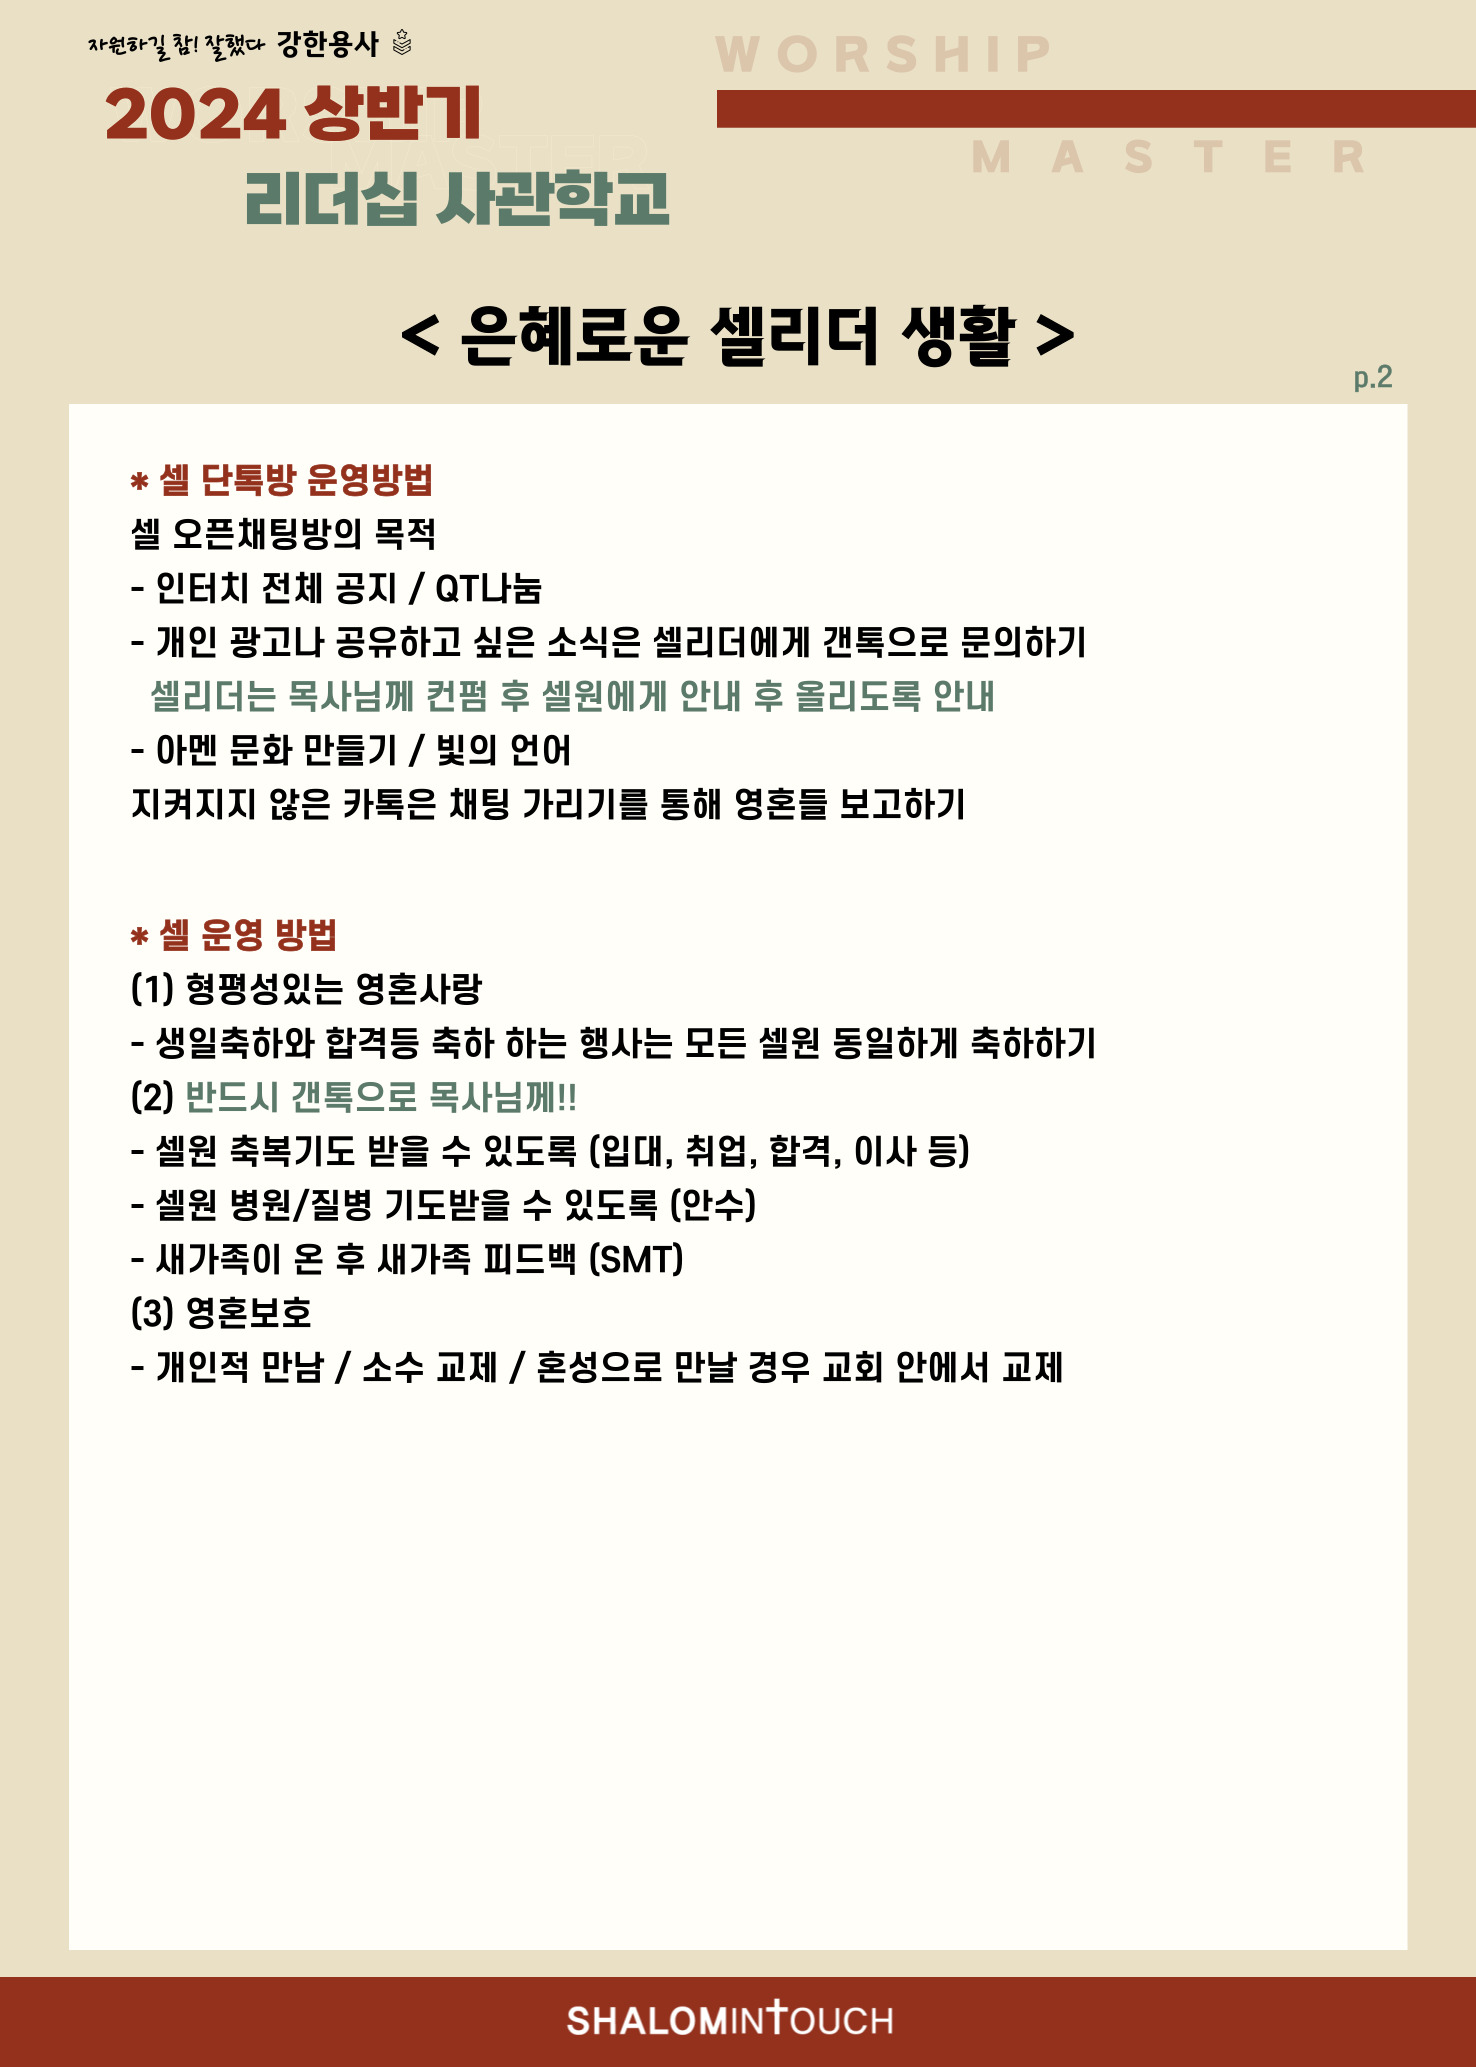 자원하길 참! 잘했다 강한용사
2024 상반기
리더십 사관학교
WORSHIP
MASTER
MASTER
< 은혜로운 셀리더 생활 >
p.2
* 셀 단톡방 운영방법
셀 오픈채팅방의 목적
- 인터치 전체 공지 / QT나눔
- 개인 광고나 공유하고 싶은 소식은 셀리더에게 갠톡으로 문의하기
셀리더는 목사님께 컨펌 후 셀원에게 안내 후 올리도록 안내
- 아멘 문화 만들기 / 빛의 언어
지켜지지 않은 카톡은 채팅 가리기를 통해 영혼들 보고하기
* 셀 운영 방법
(1) 형평성있는 영혼사랑
- 생일축하와 합격등 축하 하는 행사는 모든 셀원 동일하게 축하하기
(2) 반드시 갠톡으로 목사님께!!
- 셀원 축복기도 받을 수 있도록 (입대, 취업, 합격, 이사 등)
- 셀원 병원/질병 기도받을 수 있도록 (안수)
- 새가족이 온 후 새가족 피드백 (SMT)
(3) 영혼보호
- 개인적 만남 / 소수 교제 / 혼성으로 만날 경우 교회 안에서 교제
SHALOMINTOUCH